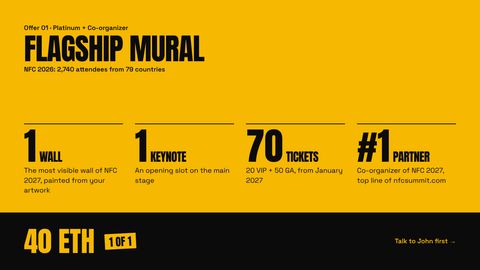 Offer 01 · Platinum + Co-organizer
FLAGSHIP MURAL
NFC 2026: 2,740 attendees from 79 countries
1 WALL
The most visible wall of NFC
2027, painted from your
artwork
1 KEYNOTE
An opening slot on the main
stage
70 TICKETS
20 VIP + 50 GA, from January
2027
#1 PARTNER
Co-organizer of NFC 2027,
top line of nfcsummit.com
40 ETH
1 OF 1
Talk to John first →